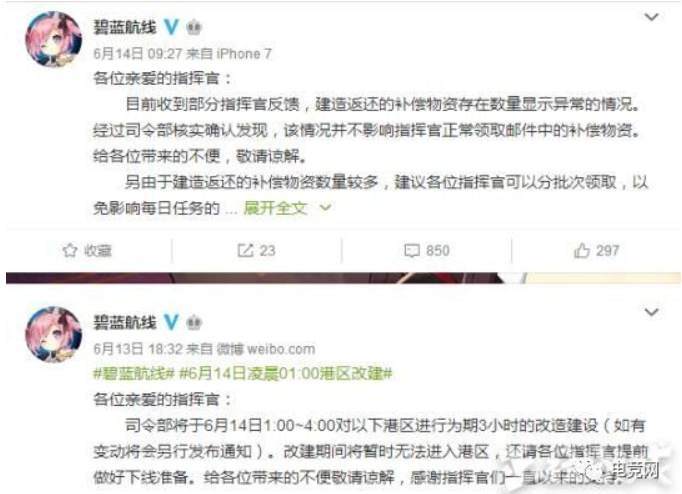 碧蓝航线
6月14日 09:27 来自 iPhone 7
各位亲爱的指挥官：
目前收到部分指挥官反馈，建造返还的补偿物资存在数量显示异常的情况。
经过司令部核实确认发现，该情况并不影响指挥官正常领取邮件中的补偿物资。
给各位带来的不便，敬请谅解。
另由于建造返还的补偿物资数量较多，建议各位指挥官可以分批次领取，以
免影响每日任务的 ... 展开全文
收藏 23 850 297
碧蓝航线
6月13日 18:32 来自 微博 weibo.com
#碧蓝航线# #6月14日凌晨01:00港区改建#
各位亲爱的指挥官：
司令部将于6月14日1:00~4:00对以下港区进行为期3小时的改造建设（如有
变动将会另行发布通知）。改建期间将暂时无法进入港区，还请各位指挥官提前
做好下线准备。给各位带来的不便敬请谅解，感谢指挥官们一直以来的
电竞网